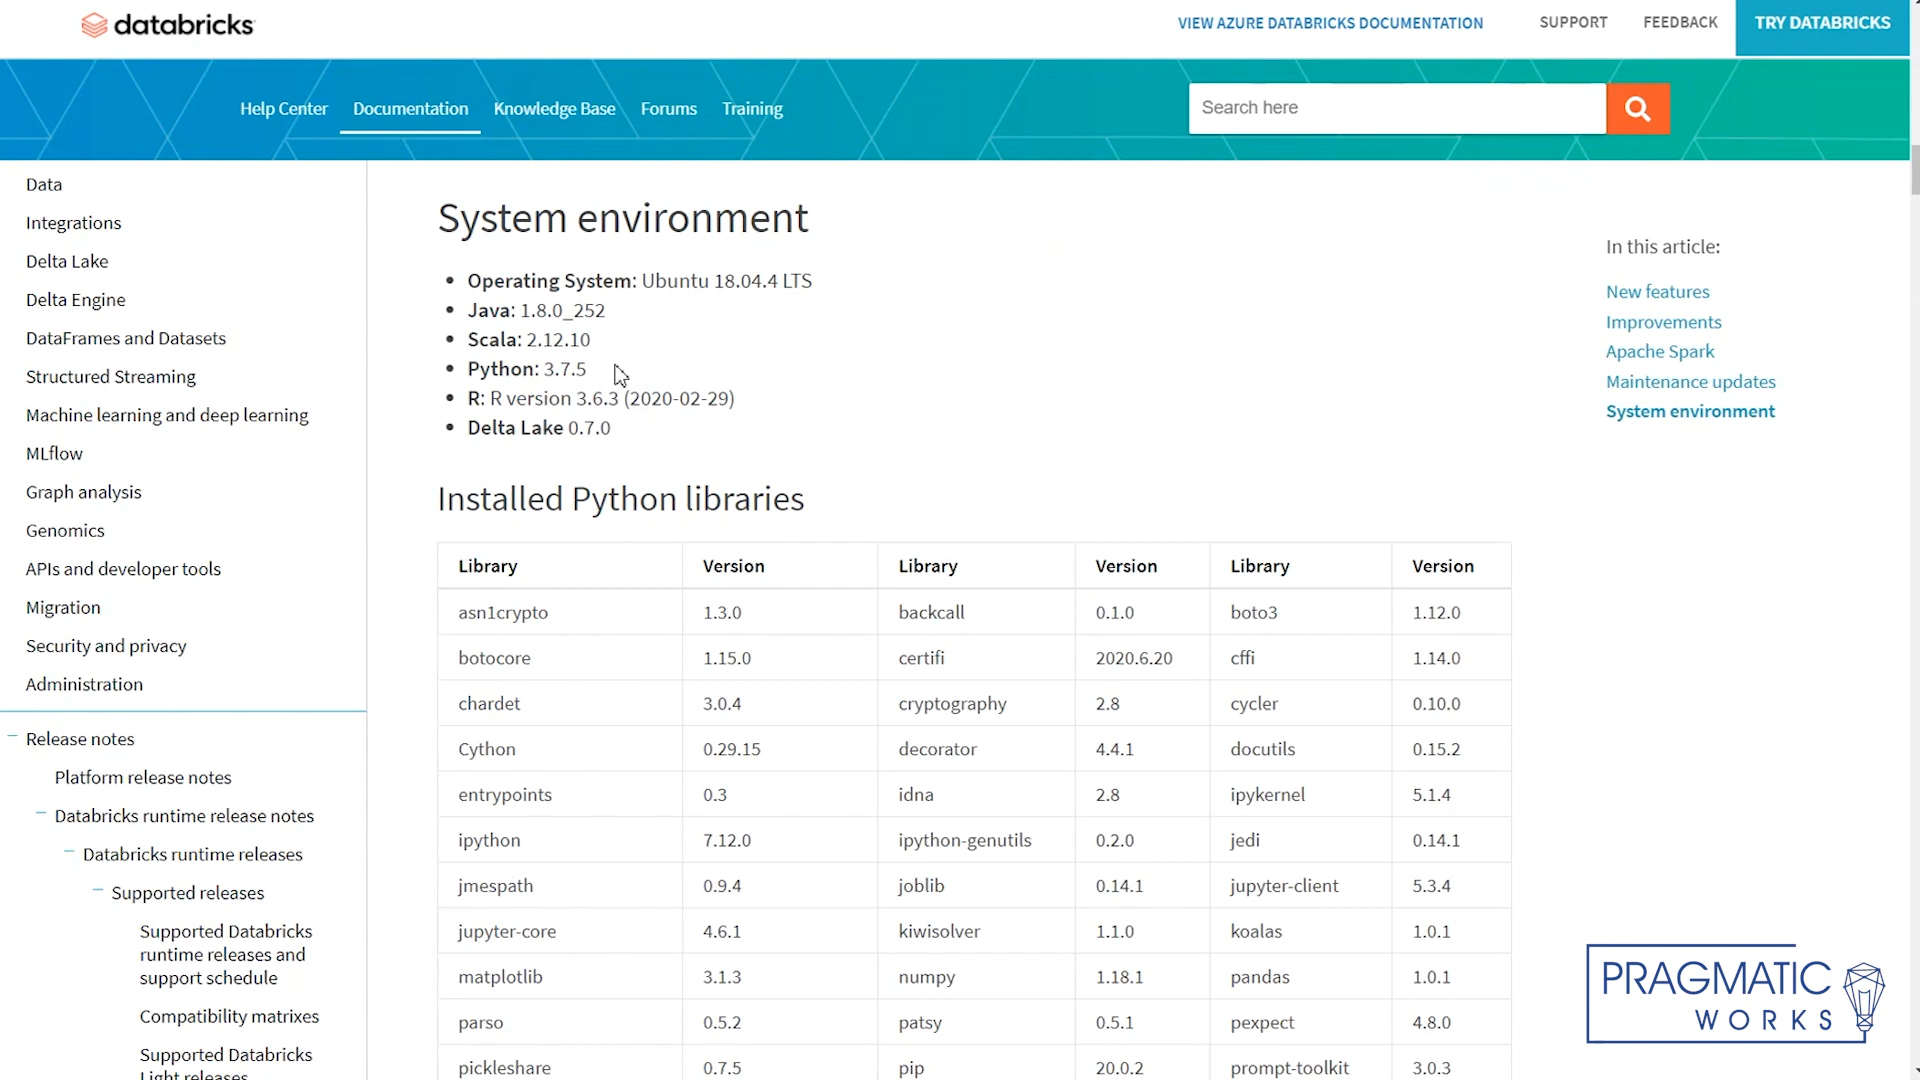 databricks
VIEW AZURE DATABRICKS DOCUMENTATION
SUPPORT
FEEDBACK
TRY DATABRICKS
Help Center
Documentation
Knowledge Base
Forums
Training
Search here
Data
Integrations
Delta Lake
Delta Engine
DataFrames and Datasets
Structured Streaming
Machine learning and deep learning
MLflow
Graph analysis
Genomics
APIs and developer tools
Migration
Security and privacy
Administration
Release notes
Platform release notes
Databricks runtime release notes
Databricks runtime releases
Supported releases
Supported Databricks
runtime releases and
support schedule
Compatibility matrixes
Supported Databricks
Light releases
System environment
Operating System: Ubuntu 18.04.4 LTS
Java: 1.8.0_252
Scala: 2.12.10
Python: 3.7.5
R: R version 3.6.3 (2020-02-29)
Delta Lake 0.7.0
Installed Python libraries
Library Version Library Version Library Version
asn1crypto 1.3.0 backcall 0.1.0 boto3 1.12.0
botocore 1.15.0 certifi 2020.6.20 cffi 1.14.0
chardet 3.0.4 cryptography 2.8 cycler 0.10.0
Cython 0.29.15 decorator 4.4.1 docutils 0.15.2
entrypoints 0.3 idna 2.8 ipykernel 5.1.4
ipython 7.12.0 ipython-genutils 0.2.0 jedi 0.14.1
jmespath 0.9.4 joblib 0.14.1 jupyter-client 5.3.4
jupyter-core 4.6.1 kiwisolver 1.1.0 koalas 1.0.1
matplotlib 3.1.3 numpy 1.18.1 pandas 1.0.1
parso 0.5.2 patsy 0.5.1 pexpect 4.8.0
pickleshare 0.7.5 pip 20.0.2 prompt-toolkit 3.0.3
In this article:
New features
Improvements
Apache Spark
Maintenance updates
System environment
PRAGMATIC
WORKS